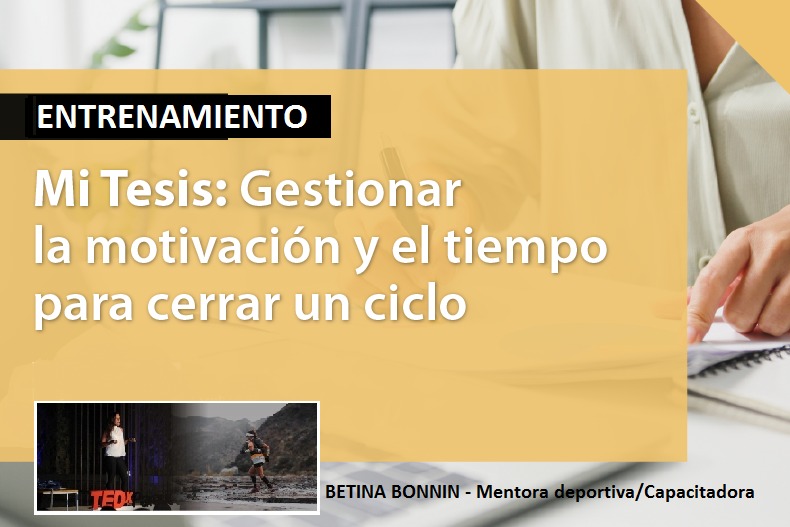 ENTRENAMIENTO
Mi Tesis: Gestionar
la motivación y el tiempo
para cerrar un ciclo
TEDx
BETINA BONNIN - Mentora deportiva/Capacitadora